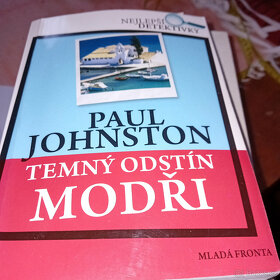 NEJLEPŠÍ
DETEKTIVKY
PAUL
JOHNSTON
TEMNÝ ODSTÍN
MODŘI
MLADÁ FRONTA